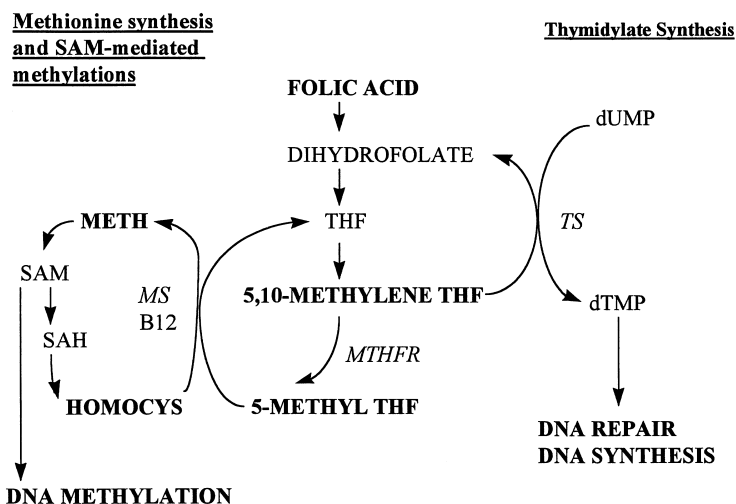 Methionine synthesis
and SAM-mediated
methylations
Thymidylate Synthesis
FOLIC ACID
dUMP
DIHYDROFOLATE
METH
THF
TS
SAM
MS
B12
5,10-METHYLENE THF
dTMP
SAH
MTHFR
HOMOCYS
5-METHYL THF
DNA REPAIR
DNA SYNTHESIS
DNA METHYLATION